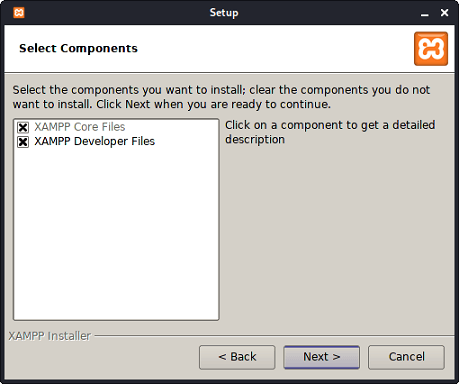 Setup
Select Components
Select the components you want to install; clear the components you do not
want to install. Click Next when you are ready to continue.
XAMPP Core Files
XAMPP Developer Files
Click on a component to get a detailed
description
XAMPP Installer
< Back
Next >
Cancel